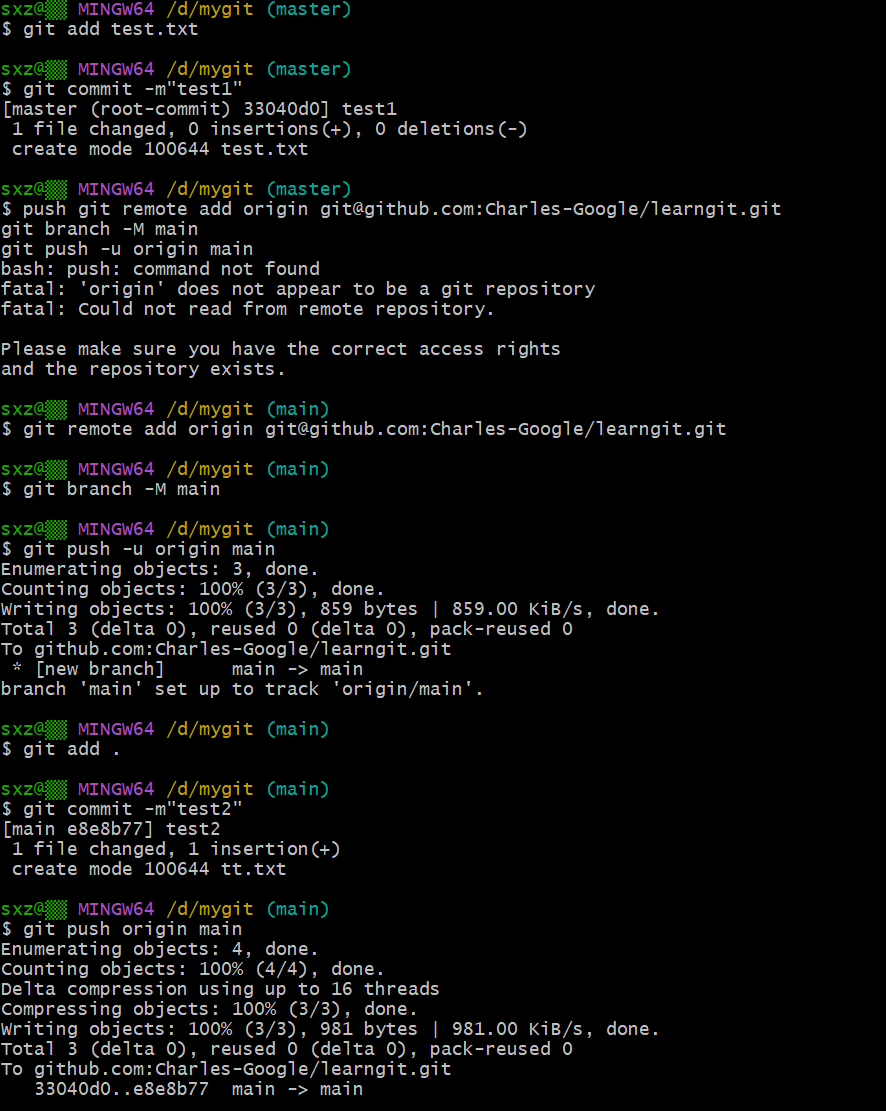 sxz@▒▒ MINGW64 /d/mygit (master)
$ git add test.txt

sxz@▒▒ MINGW64 /d/mygit (master)
$ git commit -m"test1"
[master (root-commit) 33040d0] test1
 1 file changed, 0 insertions(+), 0 deletions(-)
 create mode 100644 test.txt

sxz@▒▒ MINGW64 /d/mygit (master)
$ push git remote add origin git@github.com:Charles-Google/learngit.git
git branch -M main
git push -u origin main
bash: push: command not found
fatal: 'origin' does not appear to be a git repository
fatal: Could not read from remote repository.

Please make sure you have the correct access rights
and the repository exists.

sxz@▒▒ MINGW64 /d/mygit (main)
$ git remote add origin git@github.com:Charles-Google/learngit.git

sxz@▒▒ MINGW64 /d/mygit (main)
$ git branch -M main

sxz@▒▒ MINGW64 /d/mygit (main)
$ git push -u origin main
Enumerating objects: 3, done.
Counting objects: 100% (3/3), done.
Writing objects: 100% (3/3), 859 bytes | 859.00 KiB/s, done.
Total 3 (delta 0), reused 0 (delta 0), pack-reused 0
To github.com:Charles-Google/learngit.git
 * [new branch]      main -> main
branch 'main' set up to track 'origin/main'.

sxz@▒▒ MINGW64 /d/mygit (main)
$ git add .

sxz@▒▒ MINGW64 /d/mygit (main)
$ git commit -m"test2"
[main e8e8b77] test2
 1 file changed, 1 insertion(+)
 create mode 100644 tt.txt

sxz@▒▒ MINGW64 /d/mygit (main)
$ git push origin main
Enumerating objects: 4, done.
Counting objects: 100% (4/4), done.
Delta compression using up to 16 threads
Compressing objects: 100% (3/3), done.
Writing objects: 100% (3/3), 981 bytes | 981.00 KiB/s, done.
Total 3 (delta 0), reused 0 (delta 0), pack-reused 0
To github.com:Charles-Google/learngit.git
   33040d0..e8e8b77  main -> main